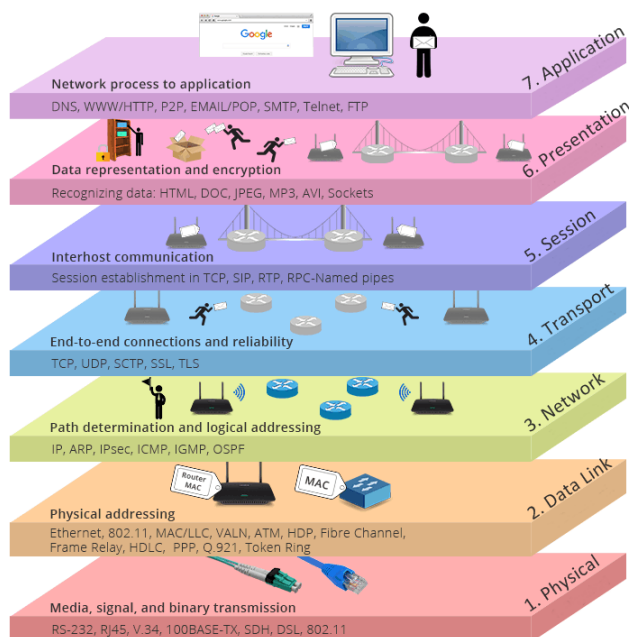 Google
7. Application
Network process to application
DNS, WWW/HTTP, P2P, EMAIL/POP, SMTP, Telnet, FTP
6. Presentation
Data representation and encryption
Recognizing data: HTML, DOC, JPEG, MP3, AVI, Sockets
5. Session
Interhost communication
Session establishment in TCP, SIP, RTP, RPC-Named pipes
4. Transport
End-to-end connections and reliability
TCP, UDP, SCTP, SSL, TLS
3. Network
Path determination and logical addressing
IP, ARP, IPsec, ICMP, IGMP, OSPF
Router
MAC
MAC
2. Data Link
Physical addressing
Ethernet, 802.11, MAC/LLC, VALN, ATM, HDP, Fibre Channel,
Frame Relay, HDLC, PPP, Q.921, Token Ring
1. Physical
Media, signal, and binary transmission
RS-232, RJ45, V.34, 100BASE-TX, SDH, DSL, 802.11